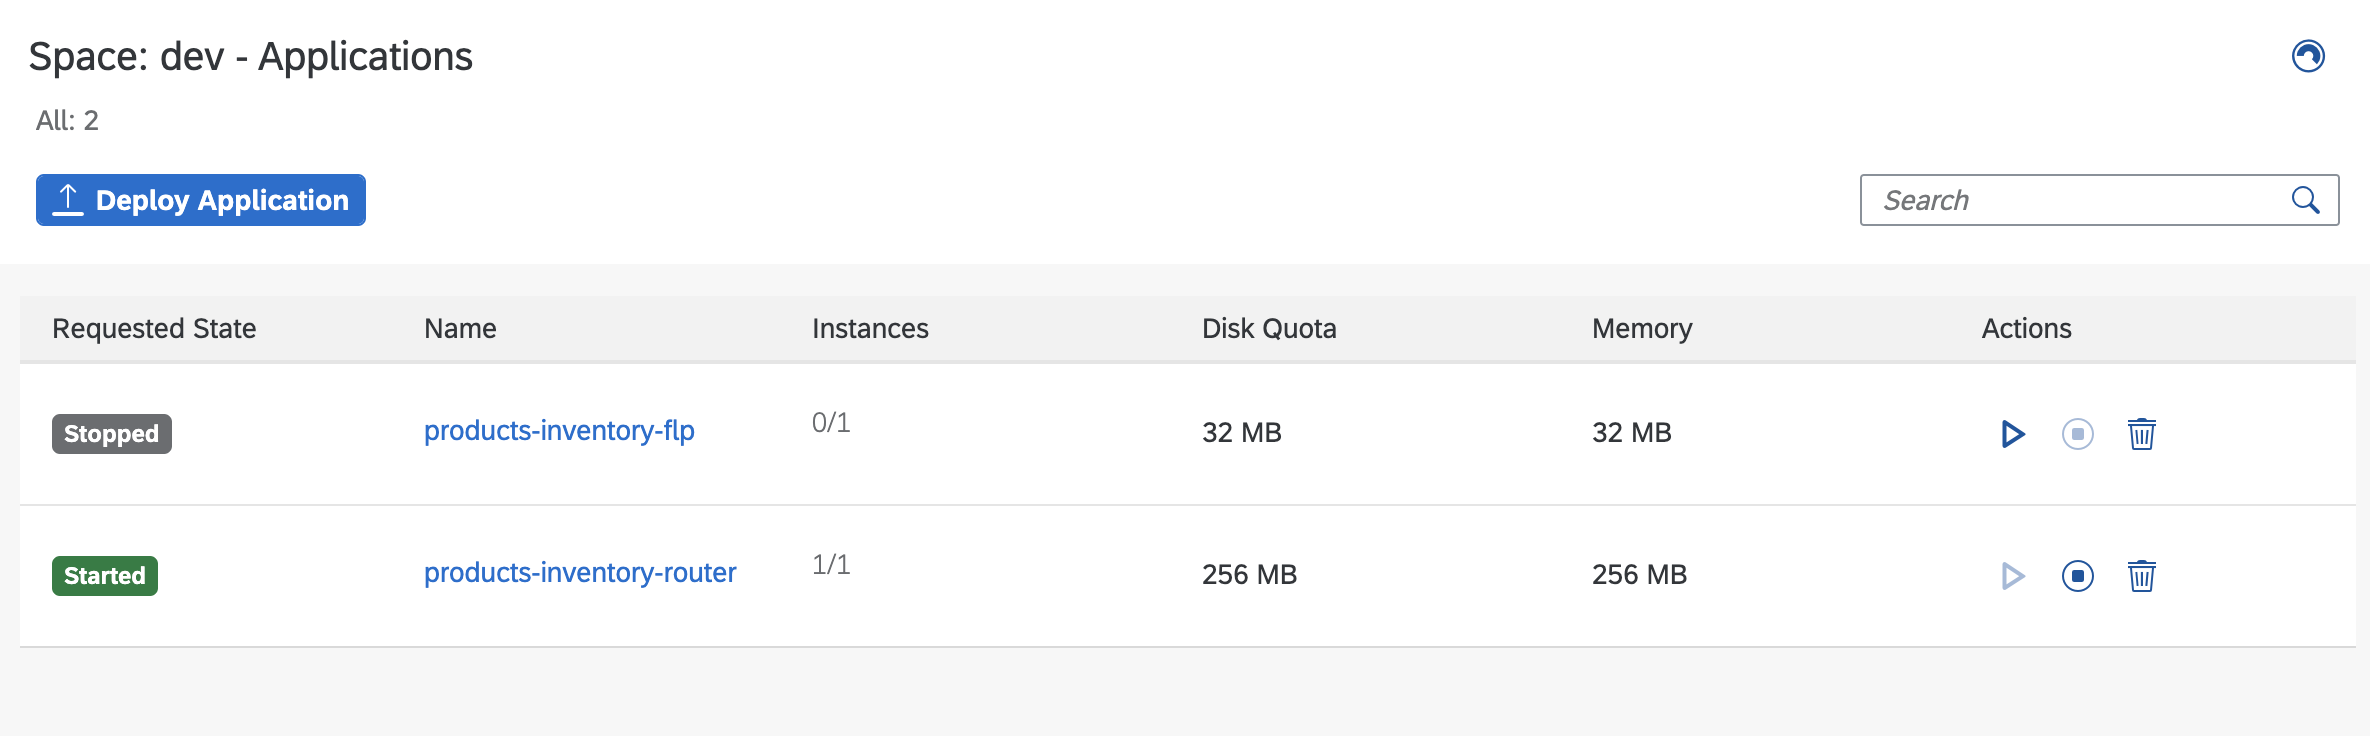 Space: dev - Applications
All: 2
Deploy Application
Search
Requested State Name Instances Disk Quota Memory Actions
Stopped products-inventory-flp 0/1 32 MB 32 MB
Started products-inventory-router 1/1 256 MB 256 MB